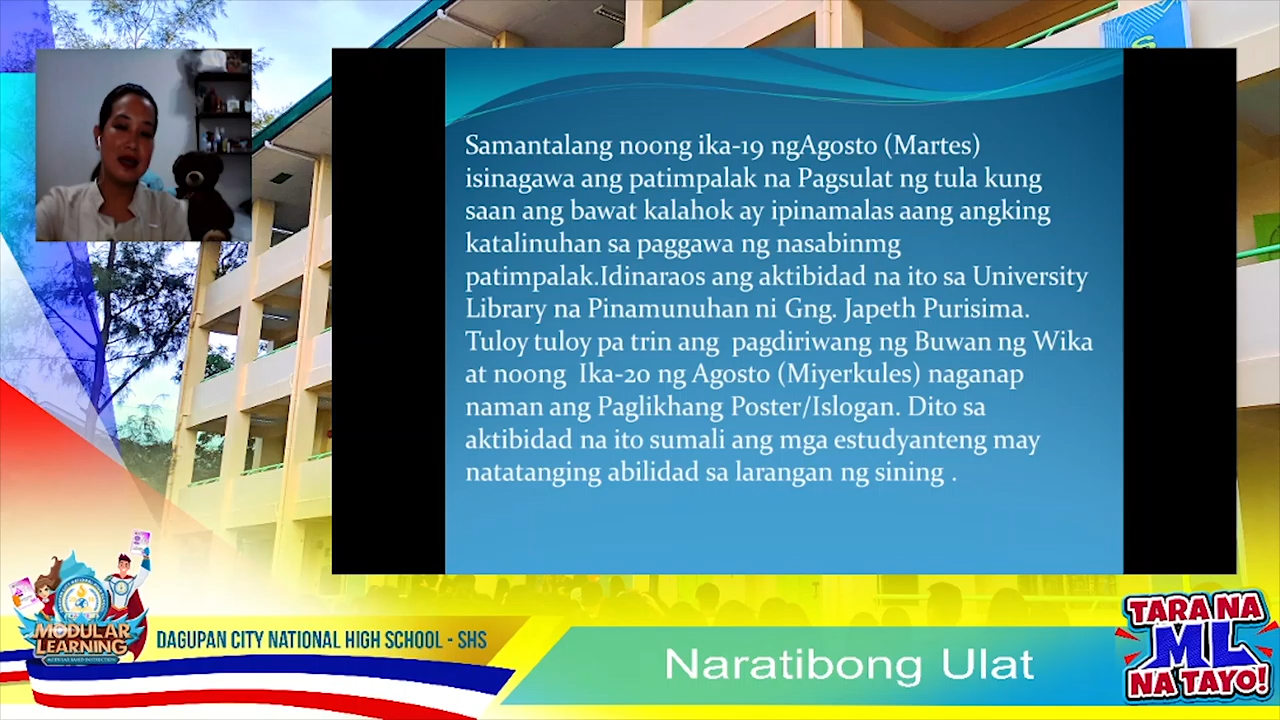 Samantalang noong ika-19 ngAgosto (Martes)
isinagawa ang patimpalak na Pagsulat ng tula kung
saan ang bawat kalahok ay ipinamalas aang angking
katalinuhan sa paggawa ng nasabinmg
patimpalak.Idinaraos ang aktibidad na ito sa University
Library na Pinamunuhan ni Gng. Japeth Purisima.
Tuloy tuloy pa trin ang pagdiriwang ng Buwan ng Wika
at noong Ika-20 ng Agosto (Miyerkules) naganap
naman ang Paglikhang Poster/Islogan. Dito sa
aktibidad na ito sumali ang mga estudyanteng may
natatanging abilidad sa larangan ng sining .
MODULAR
LEARNING
DAGUPAN CITY NATIONAL HIGH SCHOOL - SHS
Naratibong Ulat
TARA NA
ML
NA TAYO!